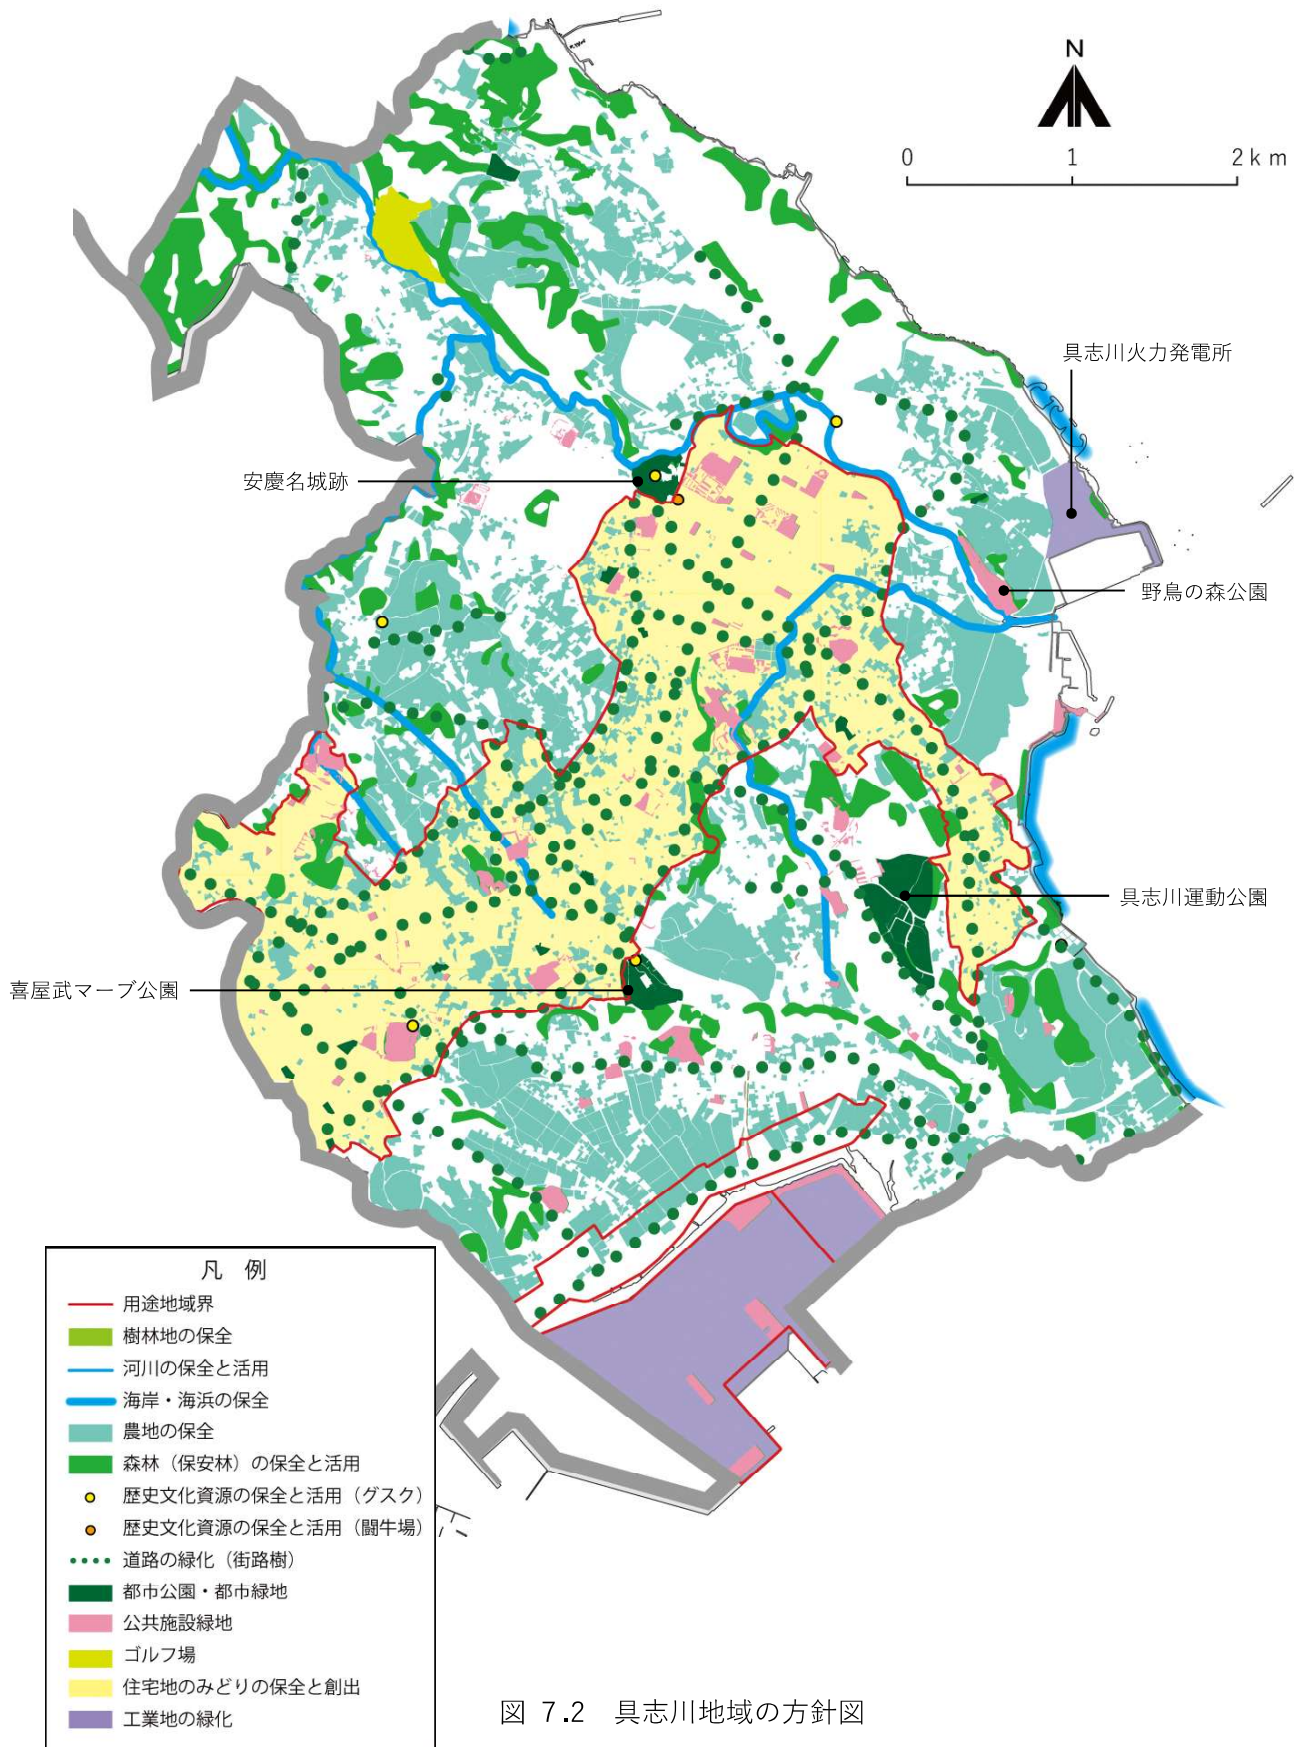 N
0 1 2km
具志川火力発電所
安慶名城跡
野鳥の森公園
具志川運動公園
喜屋武マーブ公園
凡 例
用途地域界
樹林地の保全
河川の保全と活用
海岸・海浜の保全
農地の保全
森林（保安林）の保全と活用
歴史文化資源の保全と活用（グスク）
歴史文化資源の保全と活用（闘牛場）
道路の緑化（街路樹）
都市公園・都市緑地
公共施設緑地
ゴルフ場
住宅地のみどりの保全と創出
工業地の緑化
図 7.2 具志川地域の方針図